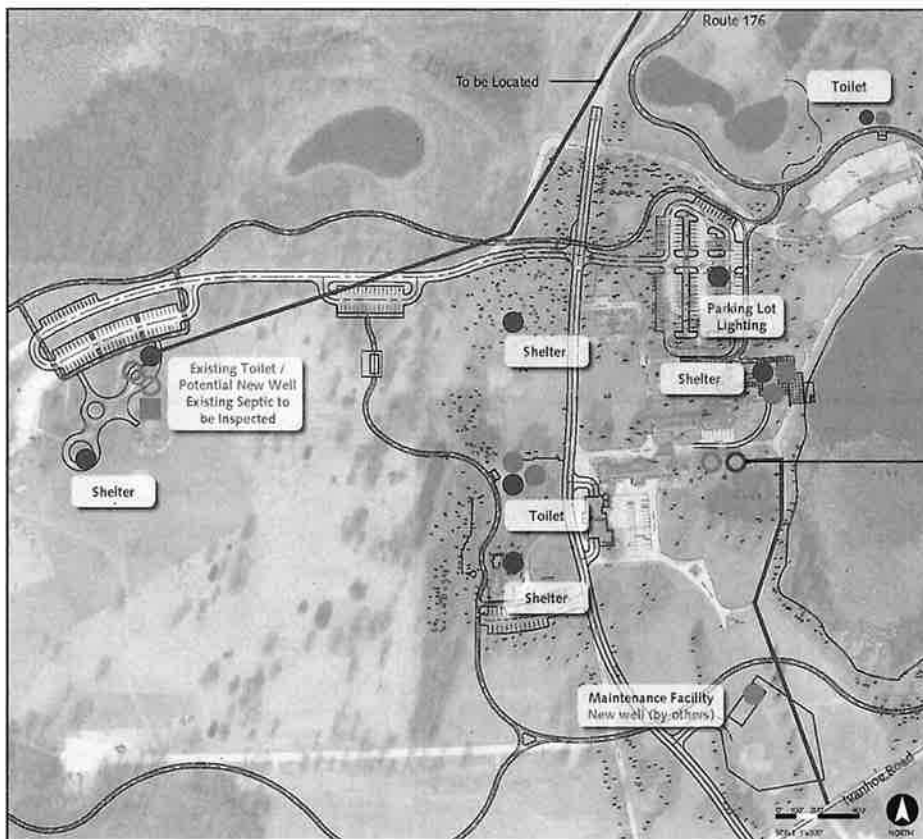 Route 176
To be Located
Toilet
Parking Lot
Lighting
Shelter
Shelter
Existing Toilet /
Potential New Well
Existing Septic to
be Inspected
Shelter
Toilet
Shelter
Maintenance Facility
New well (by others)
Ivanhoe Road
NORTH